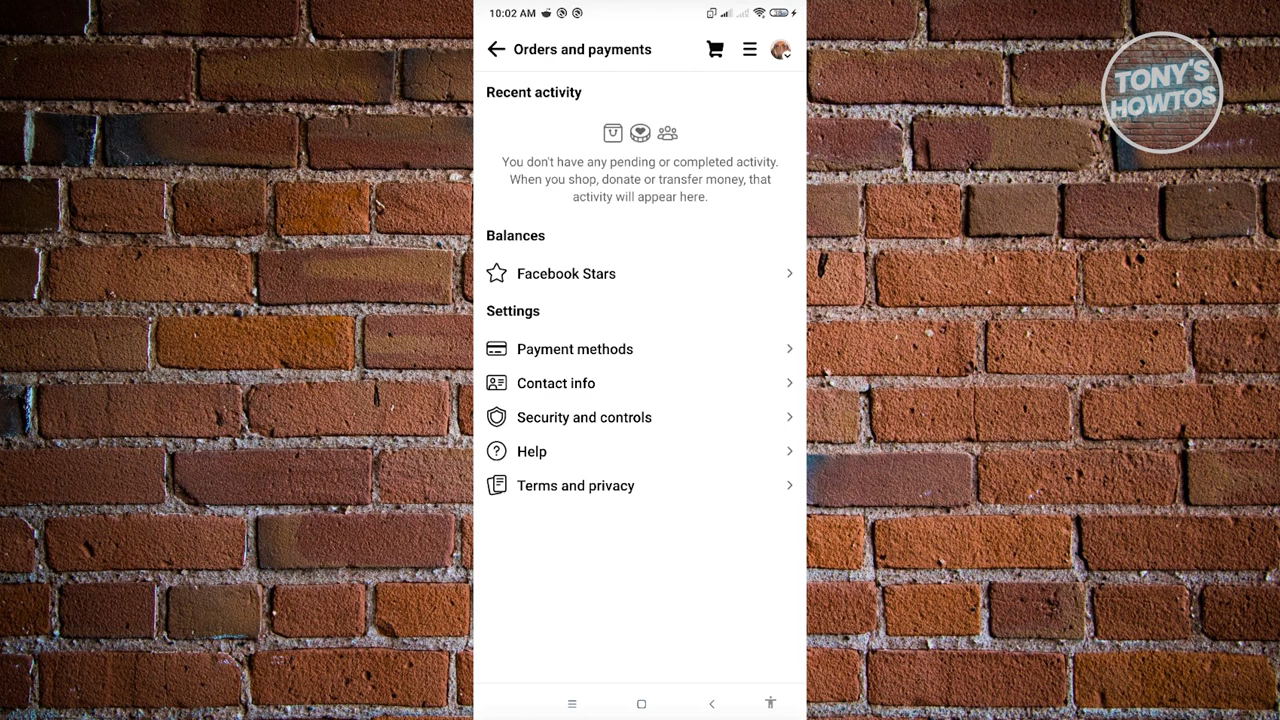 10:02 AM
Orders and payments
Recent activity
You don't have any pending or completed activity.
When you shop, donate or transfer money, that
activity will appear here.
Balances
Facebook Stars
Settings
Payment methods
Contact info
Security and controls
Help
Terms and privacy
TONY'S
HOWTOS